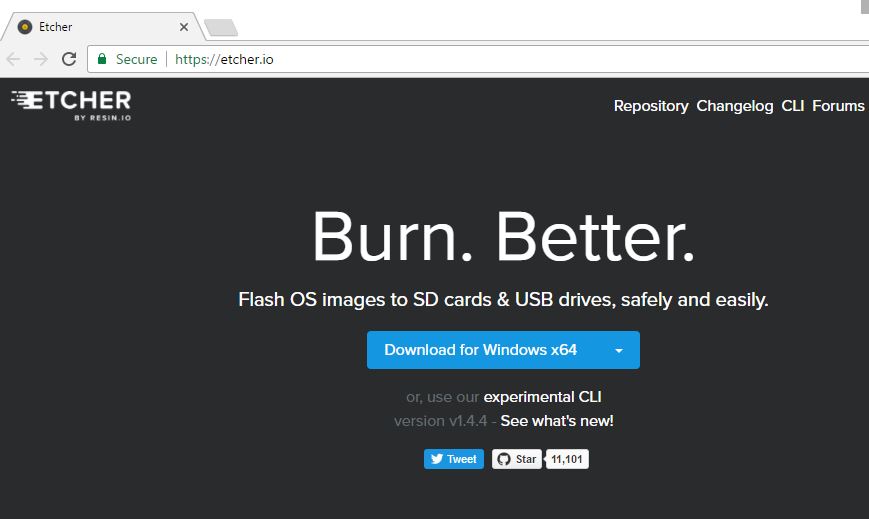 Etcher
Secure https://etcher.io
ETCHER
BY RESIN.IO
Repository Changelog CLI Forums
Burn. Better.
Flash OS images to SD cards & USB drives, safely and easily.
Download for Windows x64
or, use our experimental CLI
version v1.4.4 - See what's new!
Tweet Star 11,101